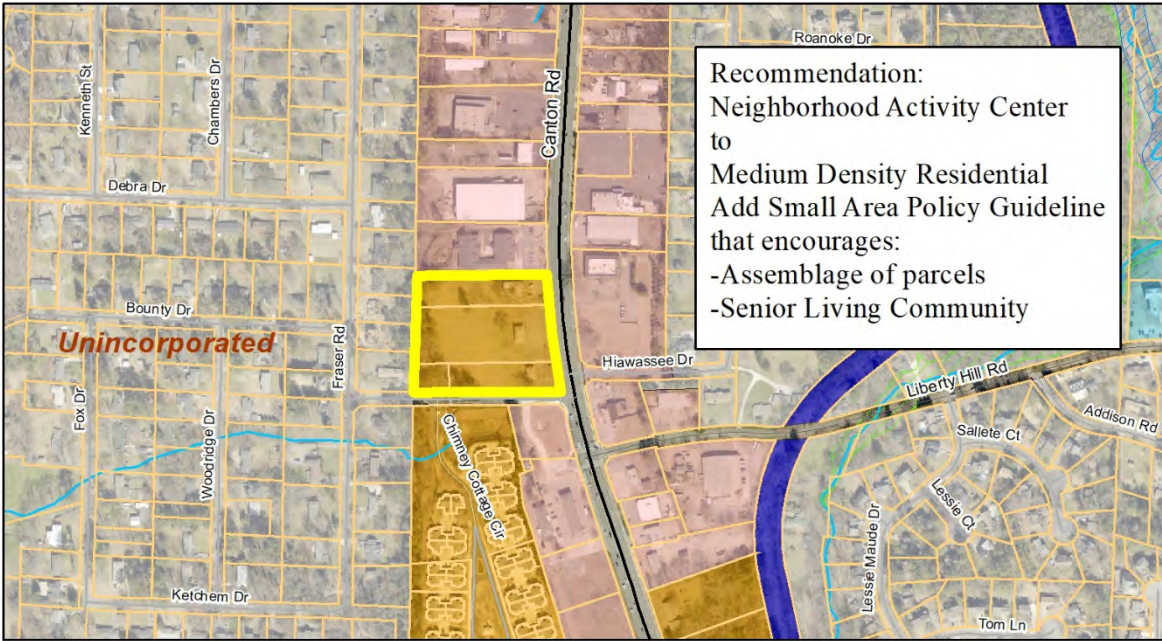 Roanoke Dr
Kenneth St
Chambers Dr
Canton Rd
Recommendation:
Neighborhood Activity Center
to
Medium Density Residential
Add Small Area Policy Guideline
that encourages:
-Assemblage of parcels
-Senior Living Community
Debra Dr
Bounty Dr
Unincorporated
Fraser Rd
Hiawassee Dr
Liberty Hill Rd
Fox Dr
Woodridge Dr
Chimney Cottage Cir
Addison Rd
Sallete Ct
Lessie Ct
Lessie Maude Dr
Ketchem Dr
Tom Ln